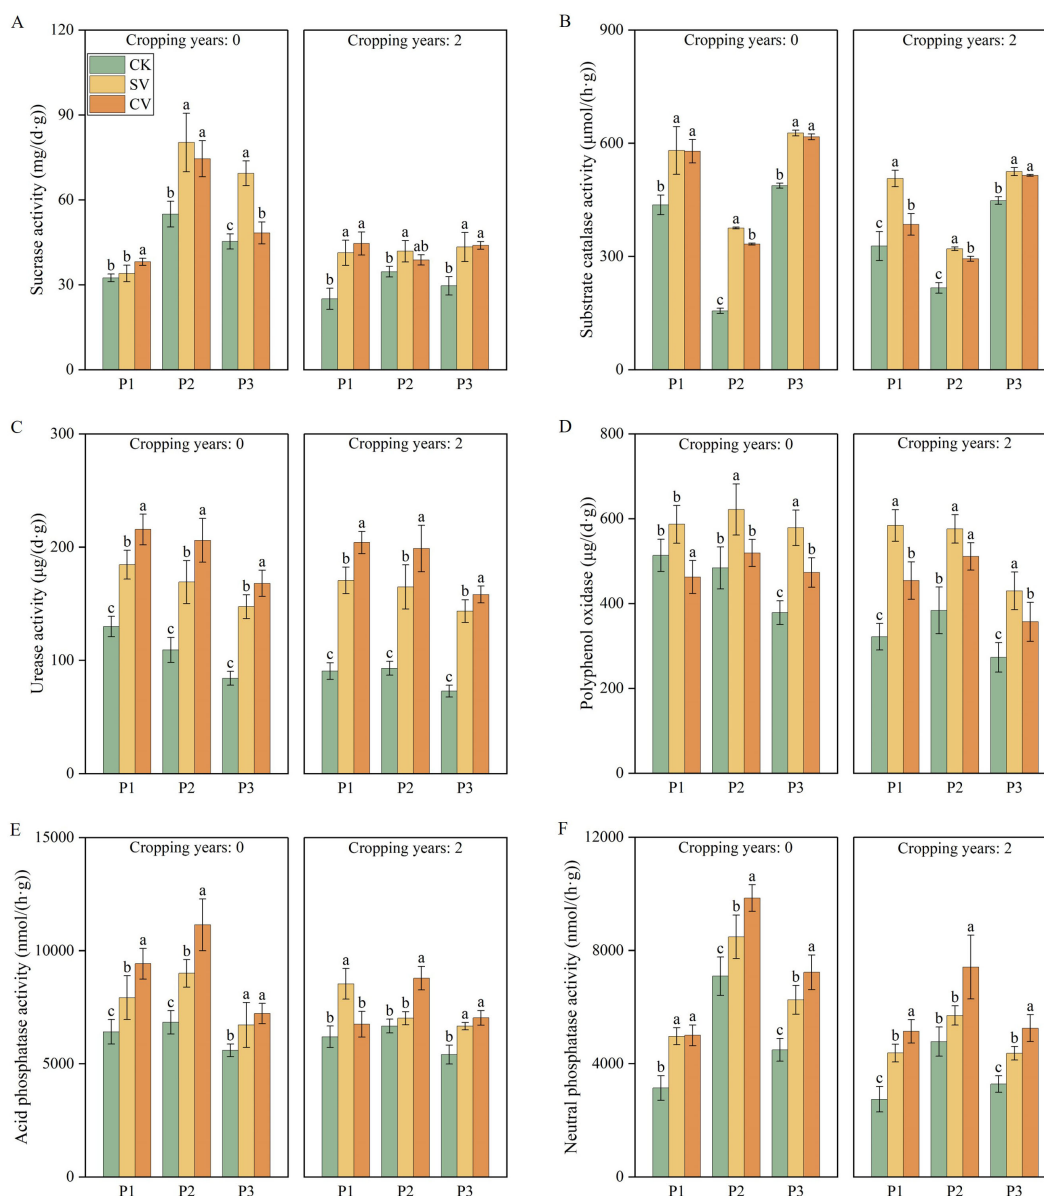 A
Sucrase activity (mg/(d·g))
120
90
60
30
0
Cropping years: 0
CK
SV
CV
b b a
b a a
c a b
P1 P2 P3
Cropping years: 2
b a a
b a ab
b a a
P1 P2 P3
B
Substrate catalase activity (μmol/(h·g))
900
600
300
0
Cropping years: 0
b a a
c a b
b a a
P1 P2 P3
Cropping years: 2
c a b
c a b
b a a
P1 P2 P3
C
Urease activity (μg/(d·g))
300
200
100
0
Cropping years: 0
c b a
c b a
c b a
P1 P2 P3
Cropping years: 2
c b a
c b a
c b a
P1 P2 P3
D
Polyphenol oxidase (μg/(d·g))
800
600
400
200
0
Cropping years: 0
b b a
b a b
c a b
P1 P2 P3
Cropping years: 2
c a b
b a a
c a b
P1 P2 P3
E
Acid phosphatase activity (nmol/(h·g))
15000
10000
5000
0
Cropping years: 0
c b a
c b a
b a a
P1 P2 P3
Cropping years: 2
b a b
b b a
b a a
P1 P2 P3
F
Neutral phosphatase activity (nmol/(h·g))
12000
8000
4000
0
Cropping years: 0
b a a
c b a
c b a
P1 P2 P3
Cropping years: 2
c b a
b b a
c b a
P1 P2 P3